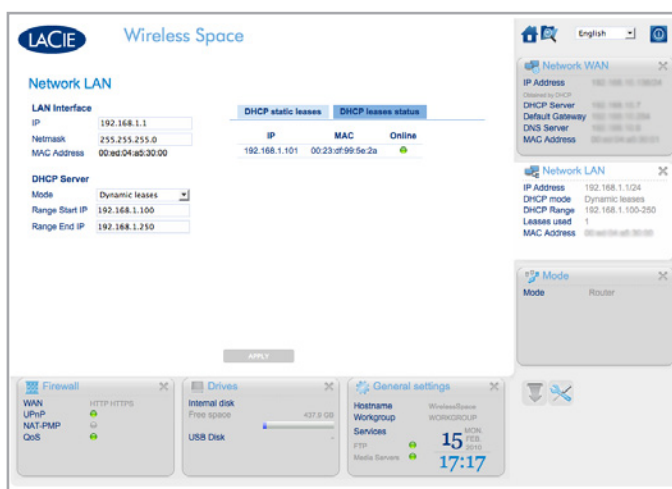 LACIE
Wireless Space
English
Network LAN
LAN Interface
IP 192.168.1.1
Netmask 255.255.255.0
MAC Address 00:ed:04:a5:30:00
DHCP Server
Mode Dynamic leases
Range Start IP 192.168.1.100
Range End IP 192.168.1.250
DHCP static leases DHCP leases status
IP MAC Online
192.168.1.101 00:23:df:99:5e:2a
APPLY
Network WAN
IP Address
Obtained by DHCP
DHCP Server
Default Gateway
DNS Server
MAC Address
Network LAN
IP Address 192.168.1.1/24
DHCP mode Dynamic leases
DHCP Range 192.168.1.100-250
Leases used 1
MAC Address
Mode
Mode Router
Firewall
WAN HTTP HTTPS
UPnP
NAT-PMP
QoS
Drives
Internal disk
Free space 437.9 GB
USB Disk -
General settings
Hostname WirelessSpace
Workgroup WORKGROUP
Services
FTP
Media Servers
15 MON. FEB. 2010
17:17